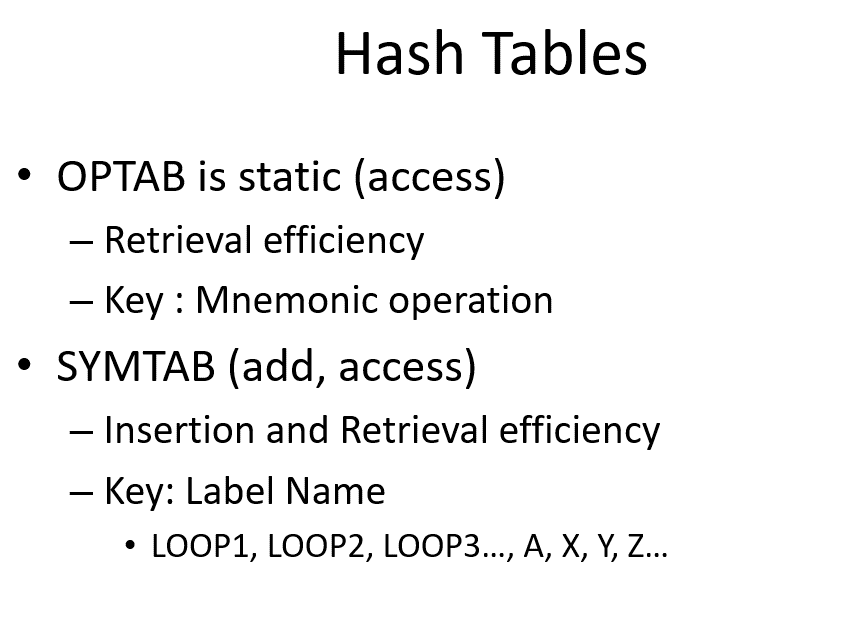 Hash Tables
• OPTAB is static (access)
– Retrieval efficiency
– Key : Mnemonic operation
• SYMTAB (add, access)
– Insertion and Retrieval efficiency
– Key: Label Name
• LOOP1, LOOP2, LOOP3…, A, X, Y, Z…